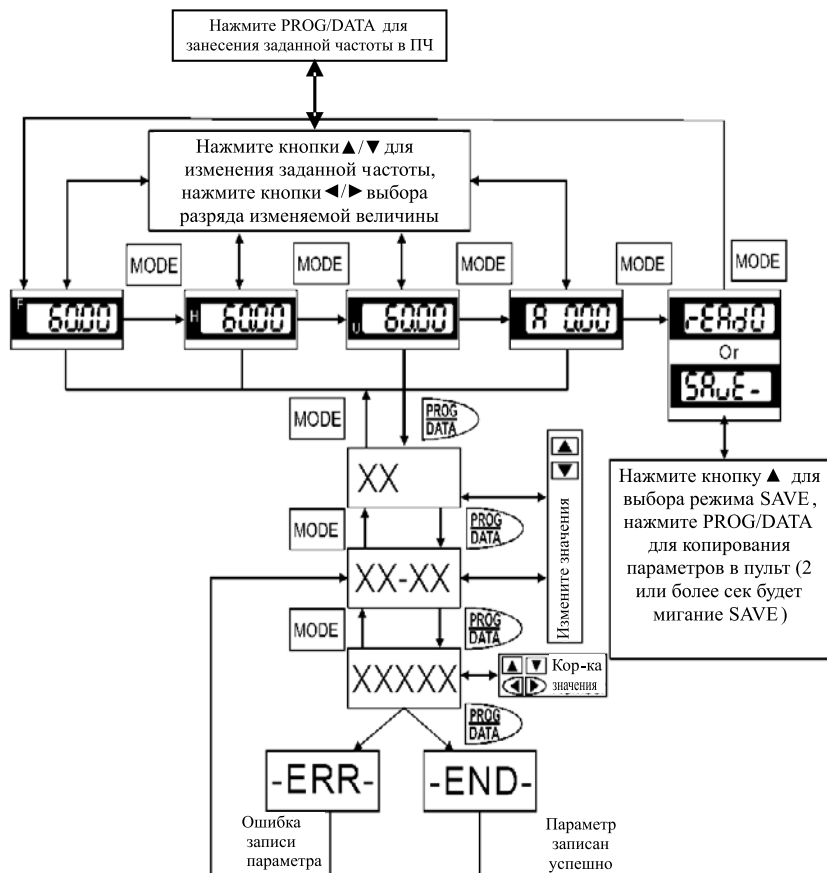 Нажмите PROG/DATA для
занесения заданной частоты в ПЧ
Нажмите кнопки ▲/▼ для
изменения заданной частоты,
нажмите кнопки ◄/► выбора
разряда изменяемой величины
MODE
MODE
MODE
MODE
MODE
F 60.00
H 60.00
U 60.00
A 0.00
rEAd0
Or
SAvE-
MODE
PROG
DATA
XX
▲
▼
Измените значения
MODE
PROG
DATA
XX-XX
MODE
PROG
DATA
XXXXX
▲ ▼ Кор-ка
◄ ► значения
PROG
DATA
Нажмите кнопку ▲ для
выбора режима SAVE,
нажмите PROG/DATA
для копирования
параметров в пульт (2
или более сек будет
мигание SAVE)
-ERR-
-END-
Ошибка
записи
параметра
Параметр
записан
успешно